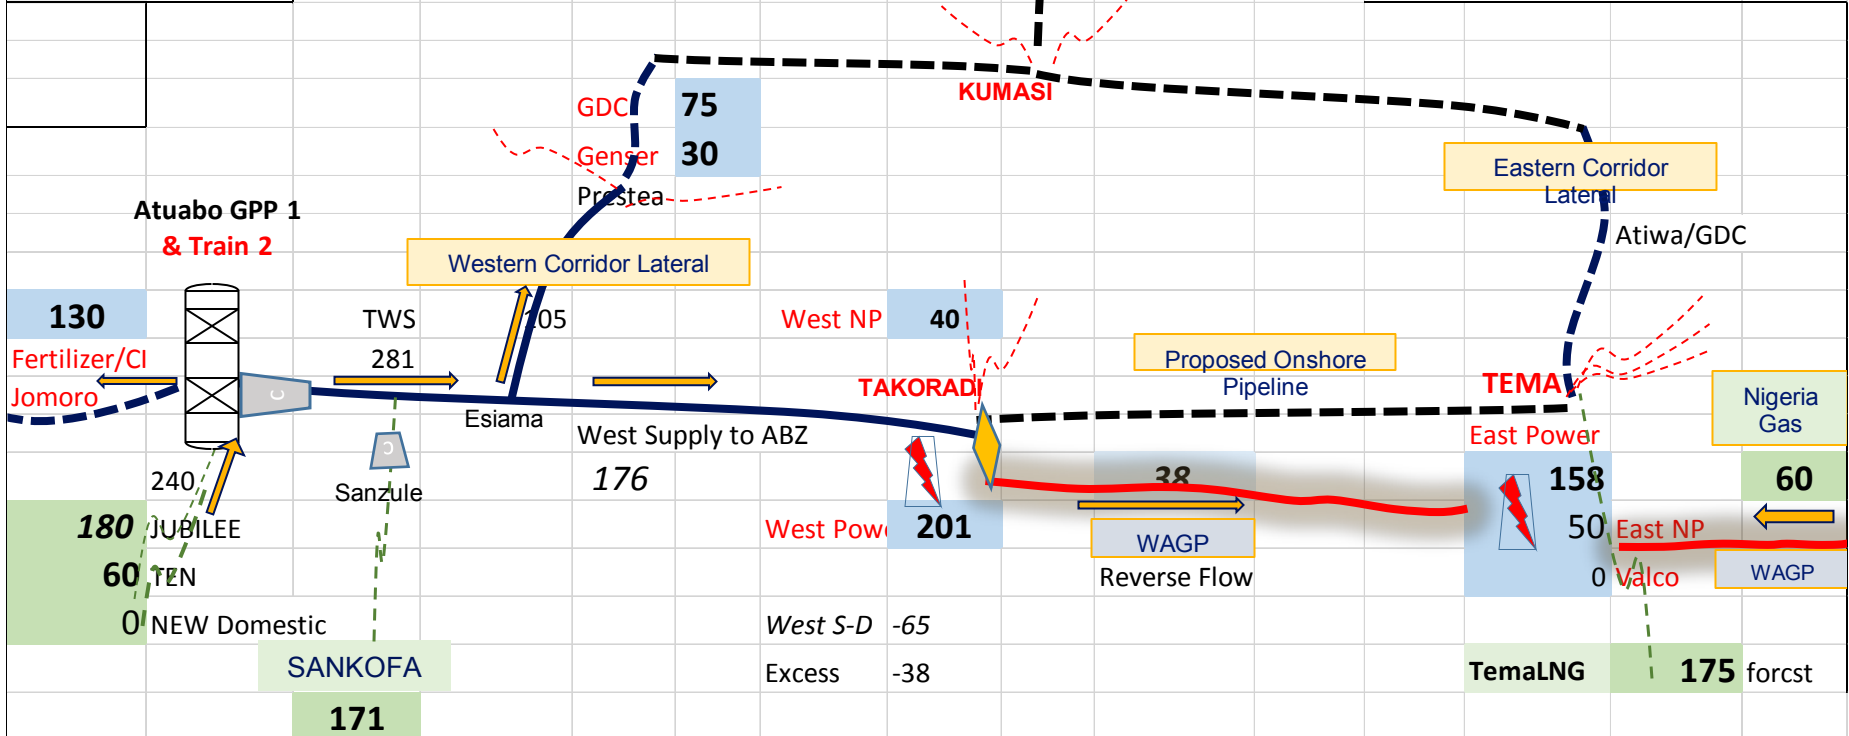 KUMASI
GDC 75
Genser 30
Prestea
Eastern Corridor
Lateral
Atiwa/GDC
Atuabo GPP 1
& Train 2
Western Corridor Lateral
130
TWS
105
West NP 40
Fertilizer/CI
281
Proposed Onshore
Pipeline
Jomoro
C
TAKORADI
TEMA
Nigeria
Gas
Esiama
West Supply to ABZ
East Power
C
240
Sanzule
176
38
158
60
180 JUBILEE
West Powe
201
WAGP
50 East NP
60 TEN
Reverse Flow
0 Valco
WAGP
0 NEW Domestic
West S-D -65
SANKOFA
Excess -38
TemaLNG 175 forcst
171